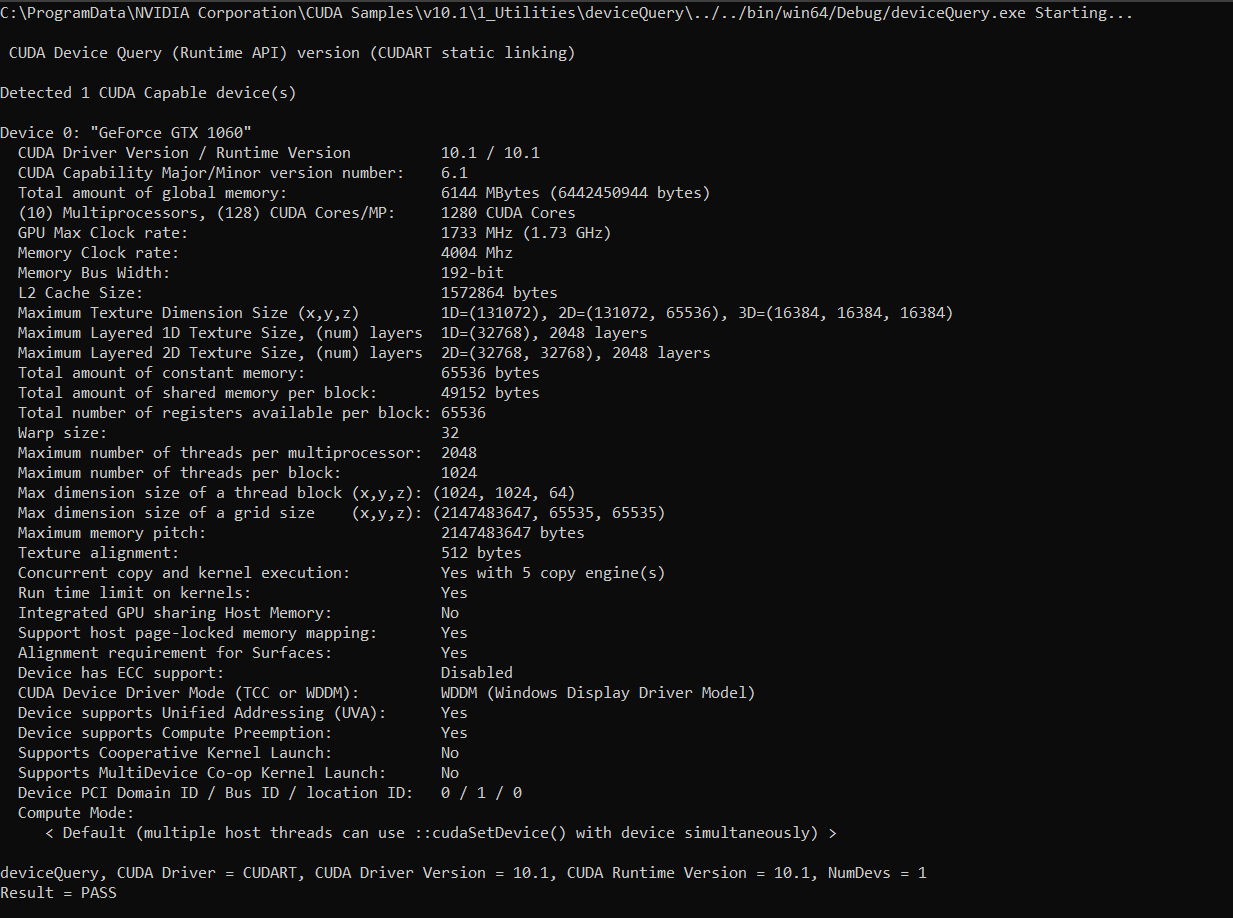 C:\ProgramData\NVIDIA Corporation\CUDA Samples\v10.1\1_Utilities\deviceQuery\../../bin/win64/Debug/deviceQuery.exe Starting...
CUDA Device Query (Runtime API) version (CUDART static linking)
Detected 1 CUDA Capable device(s)
Device 0: "GeForce GTX 1060"
CUDA Driver Version / Runtime Version          10.1 / 10.1
CUDA Capability Major/Minor version number:    6.1
Total amount of global memory:                 6144 MBytes (6442450944 bytes)
(10) Multiprocessors, (128) CUDA Cores/MP:     1280 CUDA Cores
GPU Max Clock rate:                            1733 MHz (1.73 GHz)
Memory Clock rate:                             4004 Mhz
Memory Bus Width:                              192-bit
L2 Cache Size:                                 1572864 bytes
Maximum Texture Dimension Size (x,y,z)         1D=(131072), 2D=(131072, 65536), 3D=(16384, 16384, 16384)
Maximum Layered 1D Texture Size, (num) layers  1D=(32768), 2048 layers
Maximum Layered 2D Texture Size, (num) layers  2D=(32768, 32768), 2048 layers
Total amount of constant memory:               65536 bytes
Total amount of shared memory per block:       49152 bytes
Total number of registers available per block: 65536
Warp size:                                     32
Maximum number of threads per multiprocessor:  2048
Maximum number of threads per block:           1024
Max dimension size of a thread block (x,y,z): (1024, 1024, 64)
Max dimension size of a grid size    (x,y,z): (2147483647, 65535, 65535)
Maximum memory pitch:                          2147483647 bytes
Texture alignment:                             512 bytes
Concurrent copy and kernel execution:          Yes with 5 copy engine(s)
Run time limit on kernels:                     Yes
Integrated GPU sharing Host Memory:            No
Support host page-locked memory mapping:       Yes
Alignment requirement for Surfaces:            Yes
Device has ECC support:                        Disabled
CUDA Device Driver Mode (TCC or WDDM):         WDDM (Windows Display Driver Model)
Device supports Unified Addressing (UVA):      Yes
Device supports Compute Preemption:            Yes
Supports Cooperative Kernel Launch:            No
Supports MultiDevice Co-op Kernel Launch:      No
Device PCI Domain ID / Bus ID / location ID:   0 / 1 / 0
Compute Mode:
< Default (multiple host threads can use ::cudaSetDevice() with device simultaneously) >
deviceQuery, CUDA Driver = CUDART, CUDA Driver Version = 10.1, CUDA Runtime Version = 10.1, NumDevs = 1
Result = PASS